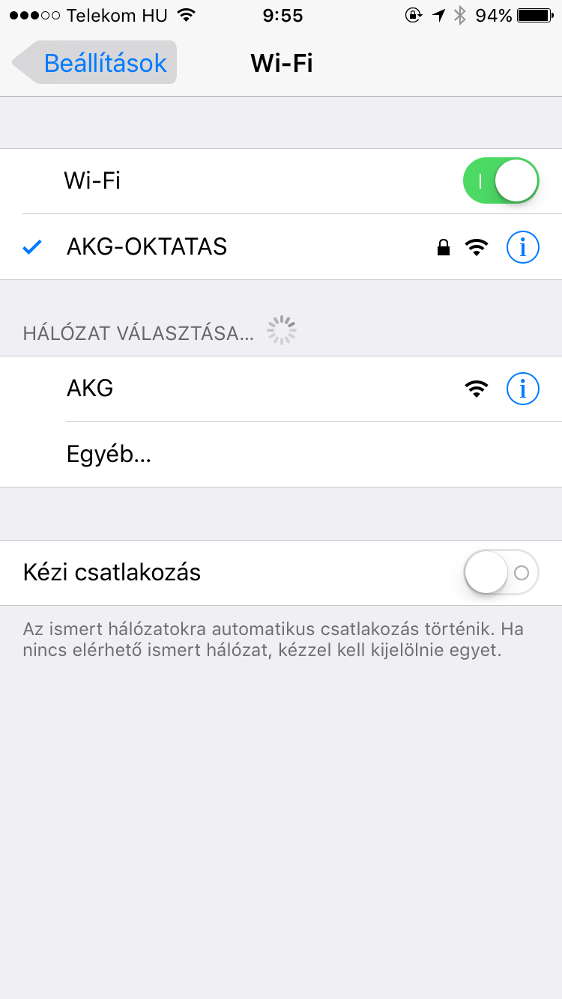 Telekom HU 9:55 94%
Beállítások Wi-Fi
Wi-Fi
AKG-OKTATAS
HÁLÓZAT VÁLASZTÁSA...
AKG
Egyéb...
Kézi csatlakozás
Az ismert hálózatokra automatikus csatlakozás történik. Ha
nincs elérhető ismert hálózat, kézzel kell kijelölnie egyet.